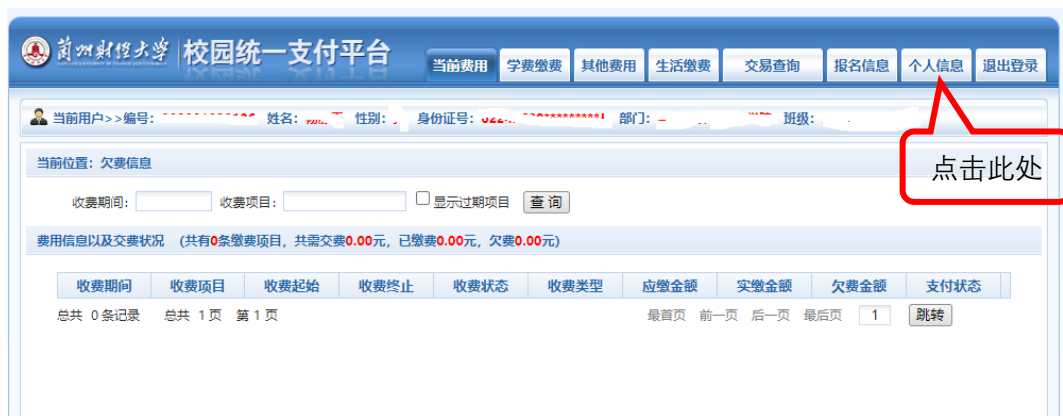 蘭州財經大学 校园统一支付平台
当前费用 学费缴费 其他费用 生活缴费 交易查询 报名信息 个人信息 退出登录
当前用户>>编号: 姓名: 性别: 身份证号: 部门: 班级:
点击此处
当前位置: 欠费信息
收费期间: 收费项目: 显示过期项目 查询
费用信息以及交费状况 (共有0条缴费项目, 共需交费0.00元, 已缴费0.00元, 欠费0.00元)
收费期间 收费项目 收费起始 收费终止 收费状态 收费类型 应缴金额 实缴金额 欠费金额 支付状态
总共 0 条记录 总共 1 页 第 1 页 最首页 前一页 后一页 最后页 1 跳转